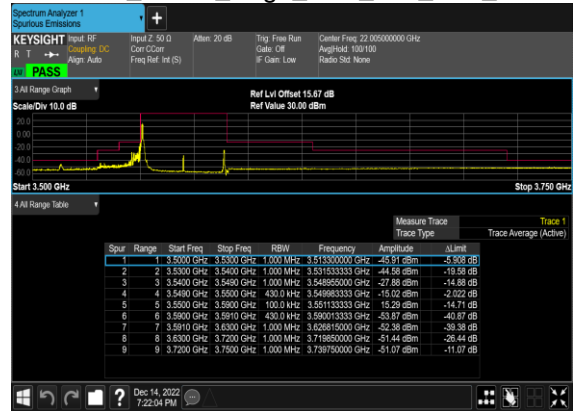 Spectrum Analyzer 1
Spurious Emissions
KEYSIGHT Input: RF Input Z: 50 Ω Atten: 20 dB Trig: Free Run Center Freq: 22.005000000 GHz
R T Coupling: DC Corr CCorr Gate: Off Avg|Hold: 100/100
Align: Auto Freq Ref: Int (S) IF Gain: Low Radio Std: None
LW PASS
3 All Range Graph
Ref Lvl Offset 15.67 dB
Scale/Div 10.0 dB Ref Value 30.00 dBm
20.0
0.00
-20.0
-40.0
-60.0
Start 3.500 GHz Stop 3.750 GHz
4 All Range Table
Measure Trace Trace 1
Trace Type Trace Average (Active)
Spur Range Start Freq Stop Freq RBW Frequency Amplitude ΔLimit
1 1 3.5000 GHz 3.5300 GHz 1.000 MHz 3.513300000 GHz -45.91 dBm -5.908 dB
2 2 3.5300 GHz 3.5400 GHz 1.000 MHz 3.531533333 GHz -44.58 dBm -19.58 dB
3 3 3.5400 GHz 3.5490 GHz 1.000 MHz 3.548955000 GHz -27.88 dBm -14.88 dB
4 4 3.5490 GHz 3.5500 GHz 430.0 kHz 3.549983333 GHz -15.02 dBm -2.022 dB
5 5 3.5500 GHz 3.5900 GHz 100.0 kHz 3.551133333 GHz 15.29 dBm -14.71 dB
6 6 3.5900 GHz 3.5910 GHz 430.0 kHz 3.590013333 GHz -53.87 dBm -40.87 dB
7 7 3.5910 GHz 3.6300 GHz 1.000 MHz 3.626815000 GHz -52.38 dBm -39.38 dB
8 8 3.6300 GHz 3.7200 GHz 1.000 MHz 3.719850000 GHz -51.44 dBm -26.44 dB
9 9 3.7200 GHz 3.7500 GHz 1.000 MHz 3.739750000 GHz -51.07 dBm -11.07 dB
? Dec 14, 2022
7:22:04 PM